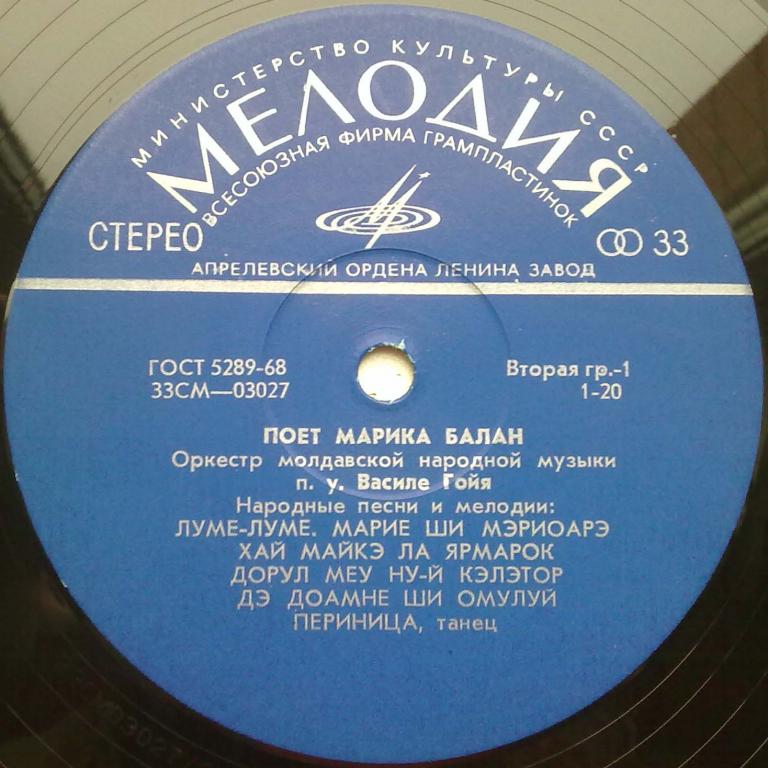 МИНИСТЕРСТВО КУЛЬТУРЫ СССР
МЕЛОДИЯ
ВСЕСОЮЗНАЯ ФИРМА ГРАМПЛАСТИНОК
СТЕРЕО
33
АПРЕЛЕВСКИЙ ОРДЕНА ЛЕНИНА ЗАВОД
ГОСТ 5289-68
Вторая гр.-1
33СМ—03027
1-20
ПОЕТ МАРИКА БАЛАН
Оркестр молдавской народной музыки
п. у. Василе Гойя
Народные песни и мелодии:
ЛУМЕ-ЛУМЕ. МАРИЕ ШИ МЭРИОАРЭ
ХАЙ МАЙКЭ ЛА ЯРМАРОК
ДОРУЛ МЕУ НУ-Й КЭЛЭТОР
ДЭ ДОАМНЕ ШИ ОМУЛУЙ
ПЕРИНИЦА, танец